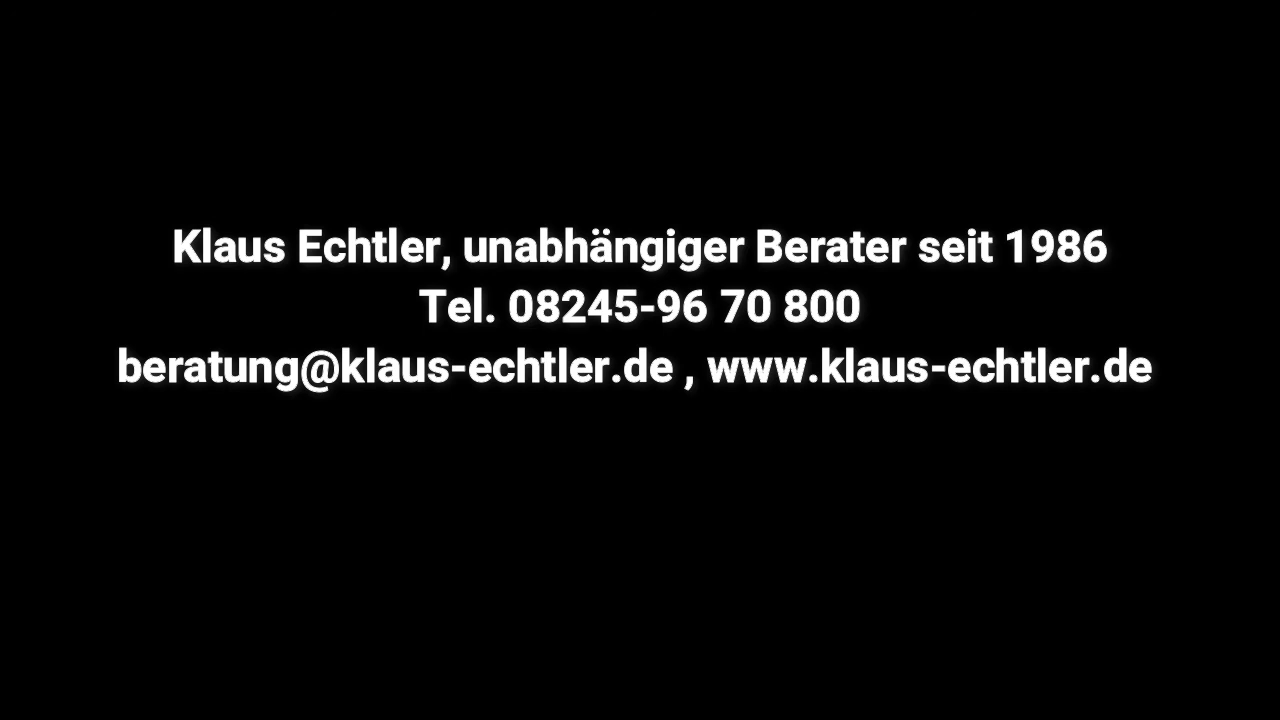 Klaus Echtler, unabhängiger Berater seit 1986
Tel. 08245-96 70 800
beratung@klaus-echtler.de , www.klaus-echtler.de